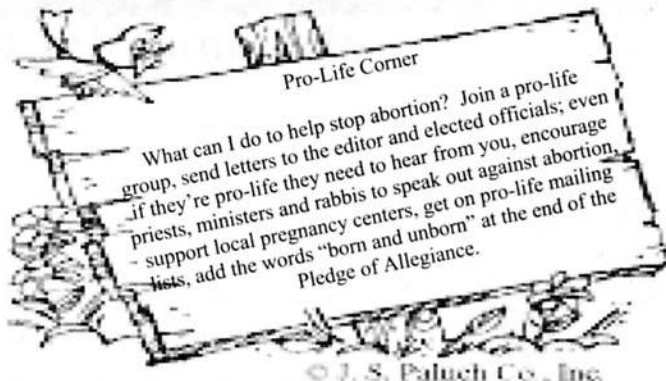 Pro-Life Corner
What can I do to help stop abortion? Join a pro-life
group, send letters to the editor and elected officials; even
if they're pro-life they need to hear from you, encourage
priests, ministers and rabbis to speak out against abortion,
support local pregnancy centers, get on pro-life mailing
lists, add the words “born and unborn” at the end of the
Pledge of Allegiance.
© J. S. Paluch Co., Inc.